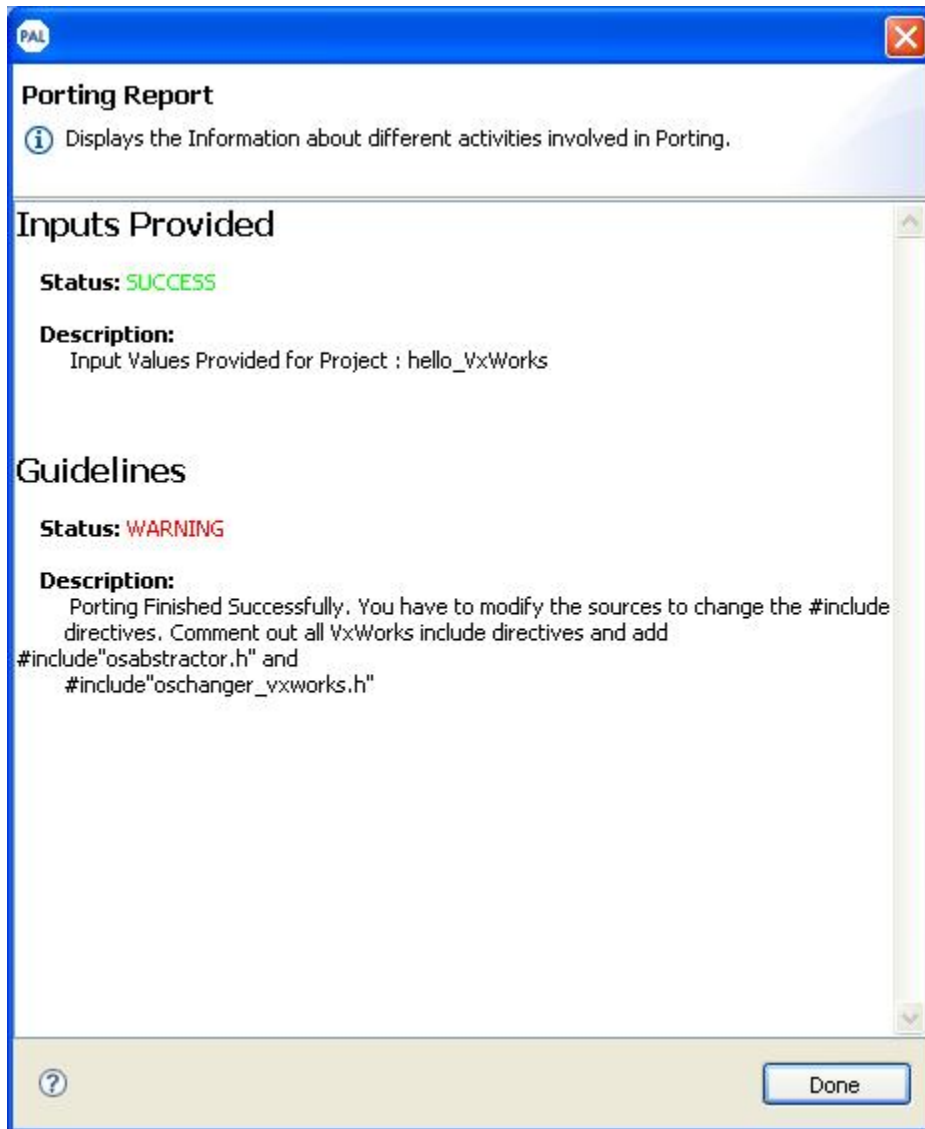 PAL
Porting Report
Displays the Information about different activities involved in Porting.
Inputs Provided
Status: SUCCESS
Description:
Input Values Provided for Project : hello_VxWorks
Guidelines
Status: WARNING
Description:
Porting Finished Successfully. You have to modify the sources to change the #include
directives. Comment out all VxWorks include directives and add
#include"osabstractor.h" and
#include"oschanger_vxworks.h"
Done